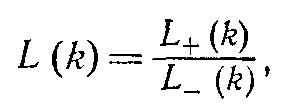 L (k) = L₊ (k) / L₋ (k),